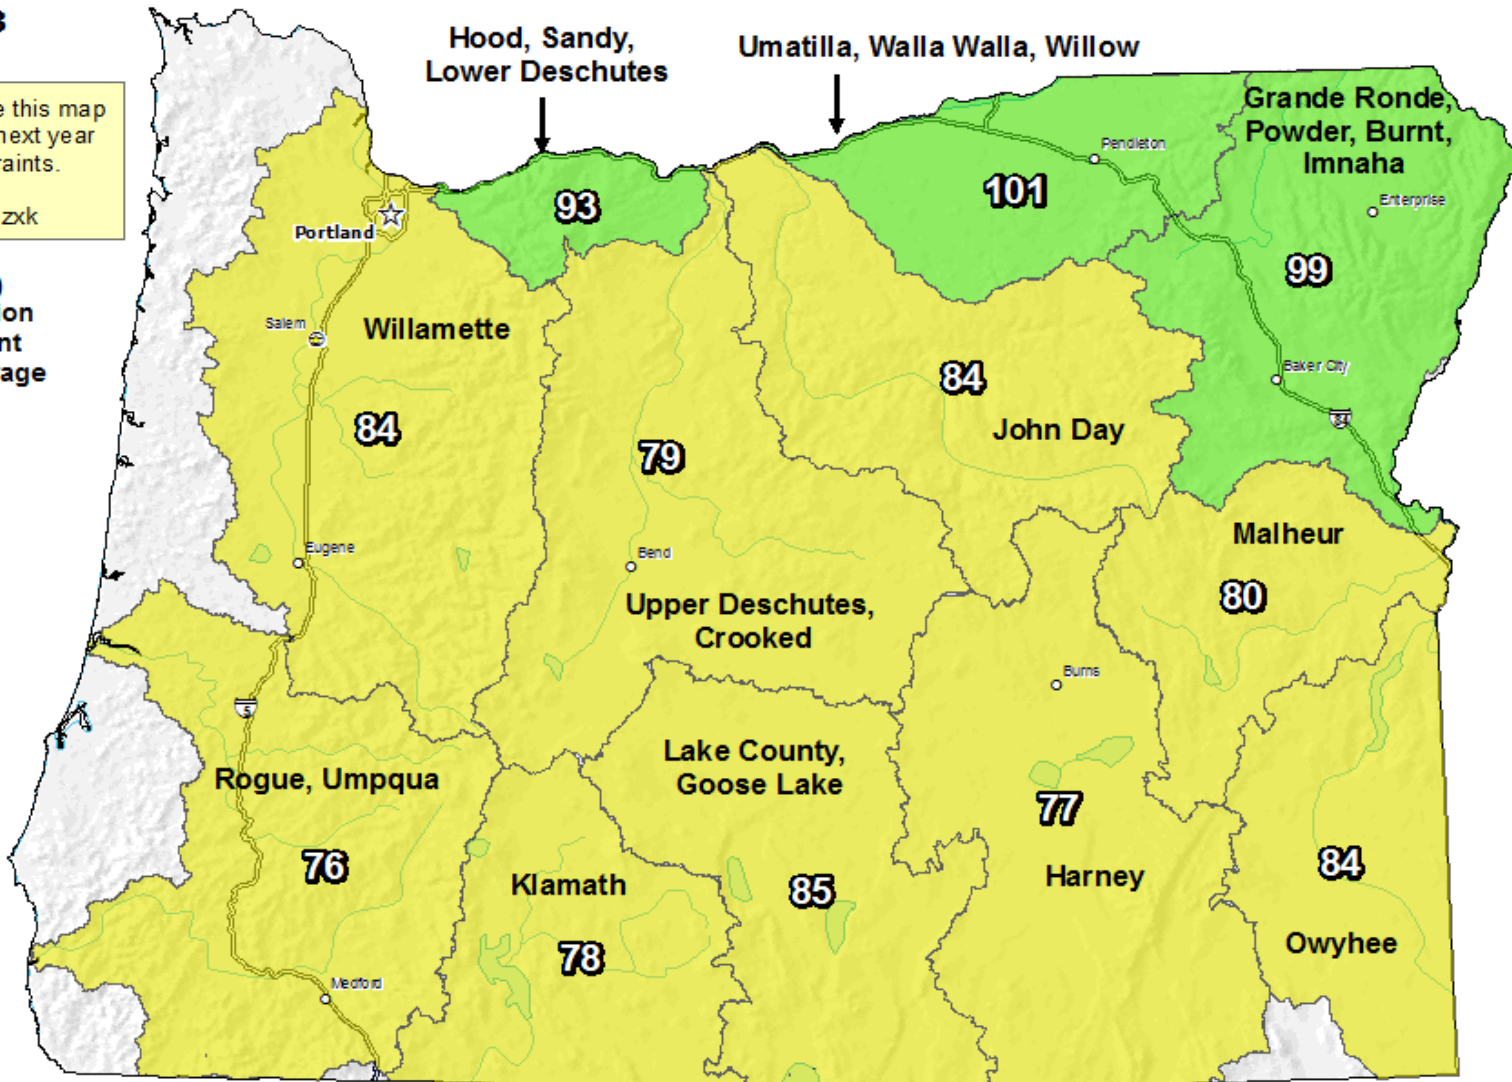 3
e this map
next year
raints.
zxk
)
ion
nt
rage
Hood, Sandy,
Lower Deschutes
Umatilla, Walla Walla, Willow
Grande Ronde,
Powder, Burnt,
Imnaha
Pendleton
Enterprise
93
101
99
Portland
Salem
Willamette
84
79
84
John Day
Baker City
84
Malheur
80
Eugene
Bend
Upper Deschutes,
Crooked
Burns
5
Rogue, Umpqua
76
Lake County,
Goose Lake
85
77
Harney
Klamath
78
84
Owyhee
Medford